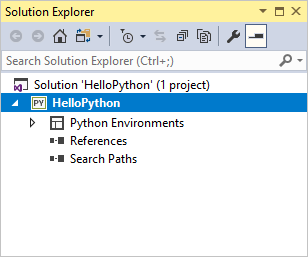 Solution Explorer
Search Solution Explorer (Ctrl+;)
Solution 'HelloPython' (1 project)
PY HelloPython
Python Environments
References
Search Paths